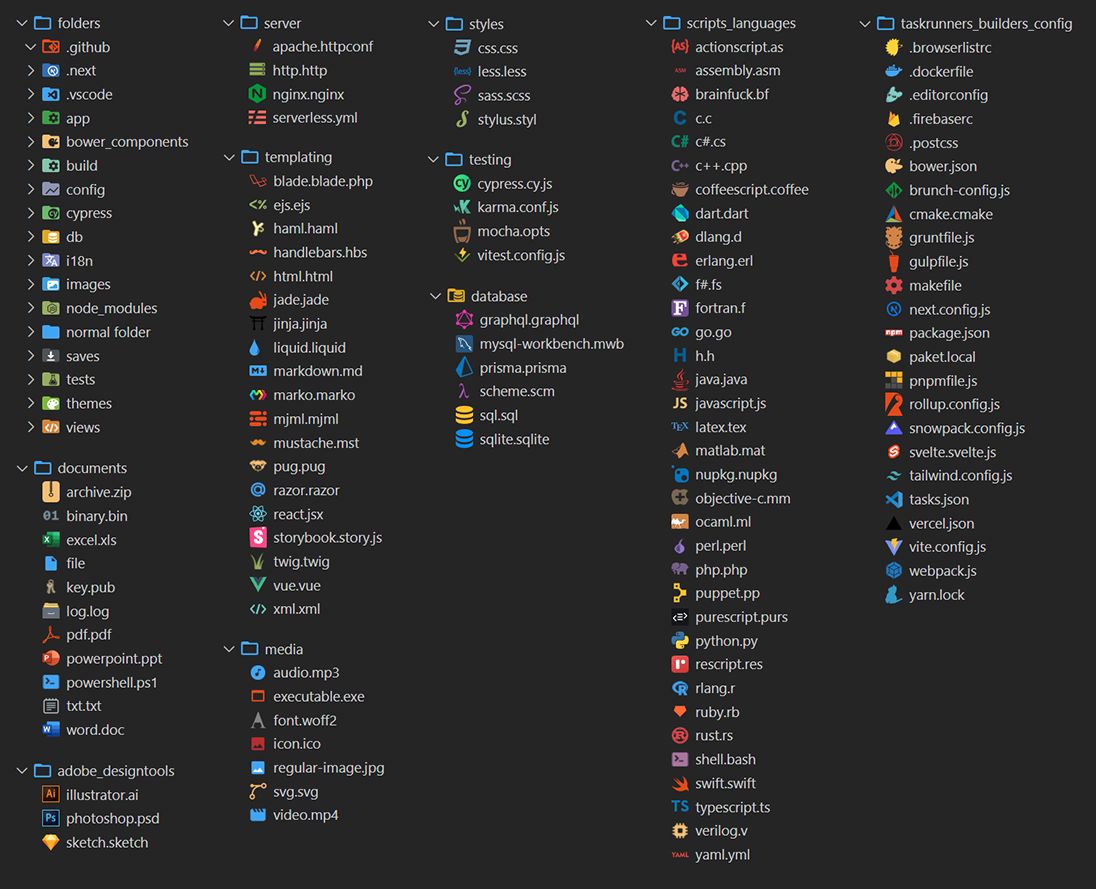 folders
.github
.next
.vscode
app
bower_components
build
config
cypress
db
i18n
images
node_modules
normal folder
saves
tests
themes
views
documents
archive.zip
01 binary.bin
excel.xls
file
key.pub
log.log
pdf.pdf
powerpoint.ppt
powershell.ps1
txt.txt
word.doc
adobe_designtools
Ai illustrator.ai
Ps photoshop.psd
sketch.sketch
server
apache.httpconf
http.http
nginx.nginx
serverless.yml
templating
blade.blade.php
<% ejs.ejs
haml.haml
handlebars.hbs
</> html.html
jade.jade
jinja.jinja
liquid.liquid
M↓ markdown.md
marko.marko
mjml.mjml
mustache.mst
pug.pug
@ razor.razor
react.jsx
S storybook.story.js
twig.twig
vue.vue
</> xml.xml
media
audio.mp3
executable.exe
A font.woff2
icon.ico
regular-image.jpg
svg.svg
video.mp4
styles
css.css
{less} less.less
sass.scss
stylus.styl
testing
cy cypress.cy.js
karma.conf.js
mocha.opts
vitest.config.js
database
graphql.graphql
mysql-workbench.mwb
prisma.prisma
λ scheme.scm
sql.sql
sqlite.sqlite
scripts_languages
{AS} actionscript.as
ASM assembly.asm
brainfuck.bf
C c.c
C# c#.cs
C++ c++.cpp
coffeescript.coffee
dart.dart
dlang.d
e erlang.erl
f#.fs
F fortran.f
GO go.go
H h.h
java.java
JS javascript.js
TEX latex.tex
matlab.mat
nupkg.nupkg
objective-c.mm
ocaml.ml
perl.perl
php.php
puppet.pp
purescript.purs
python.py
r rescript.res
R rlang.r
ruby.rb
R rust.rs
shell.bash
swift.swift
TS typescript.ts
verilog.v
YAML yaml.yml
taskrunners_builders_config
.browserlistrc
.dockerfile
.editorconfig
.firebaserc
.postcss
bower.json
brunch-config.js
cmake.cmake
gruntfile.js
gulpfile.js
makefile
N next.config.js
npm package.json
paket.local
pnpmfile.js
rollup.config.js
snowpack.config.js
svelte.svelte.js
tailwind.config.js
tasks.json
vercel.json
vite.config.js
webpack.js
yarn.lock